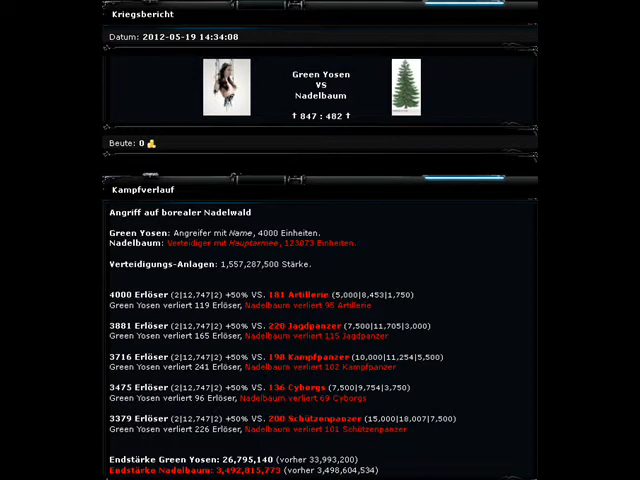 Kriegsbericht
Datum: 2012-05-19 14:34:08
Green Yosen
VS
Nadelbaum
† 847 : 482 †
Beute: 0
Kampfverlauf
Angriff auf borealer Nadelwald
Green Yosen: Angreifer mit Name, 4000 Einheiten.
Nadelbaum: Verteidiger mit Hauptarmee, 123073 Einheiten.
Verteidigungs-Anlagen: 1,557,287,500 Stärke.
4000 Erlöser (2|12,747|2) +50% VS. 181 Artillerie (5,000|8,453|1,750)
Green Yosen verliert 119 Erlöser, Nadelbaum verliert 95 Artillerie
3881 Erlöser (2|12,747|2) +50% VS. 220 Jagdpanzer (7,500|11,705|3,000)
Green Yosen verliert 165 Erlöser, Nadelbaum verliert 115 Jagdpanzer
3716 Erlöser (2|12,747|2) +50% VS. 198 Kampfpanzer (10,000|11,254|5,500)
Green Yosen verliert 241 Erlöser, Nadelbaum verliert 102 Kampfpanzer
3475 Erlöser (2|12,747|2) +50% VS. 136 Cyborgs (7,500|9,754|3,750)
Green Yosen verliert 96 Erlöser, Nadelbaum verliert 69 Cyborgs
3379 Erlöser (2|12,747|2) +50% VS. 200 Schützenpanzer (15,000|18,007|7,500)
Green Yosen verliert 226 Erlöser, Nadelbaum verliert 101 Schützenpanzer
Endstärke Green Yosen: 26,795,140 (vorher 33,993,200)
Endstärke Nadelbaum: 3,492,815,773 (vorher 3,498,604,534)